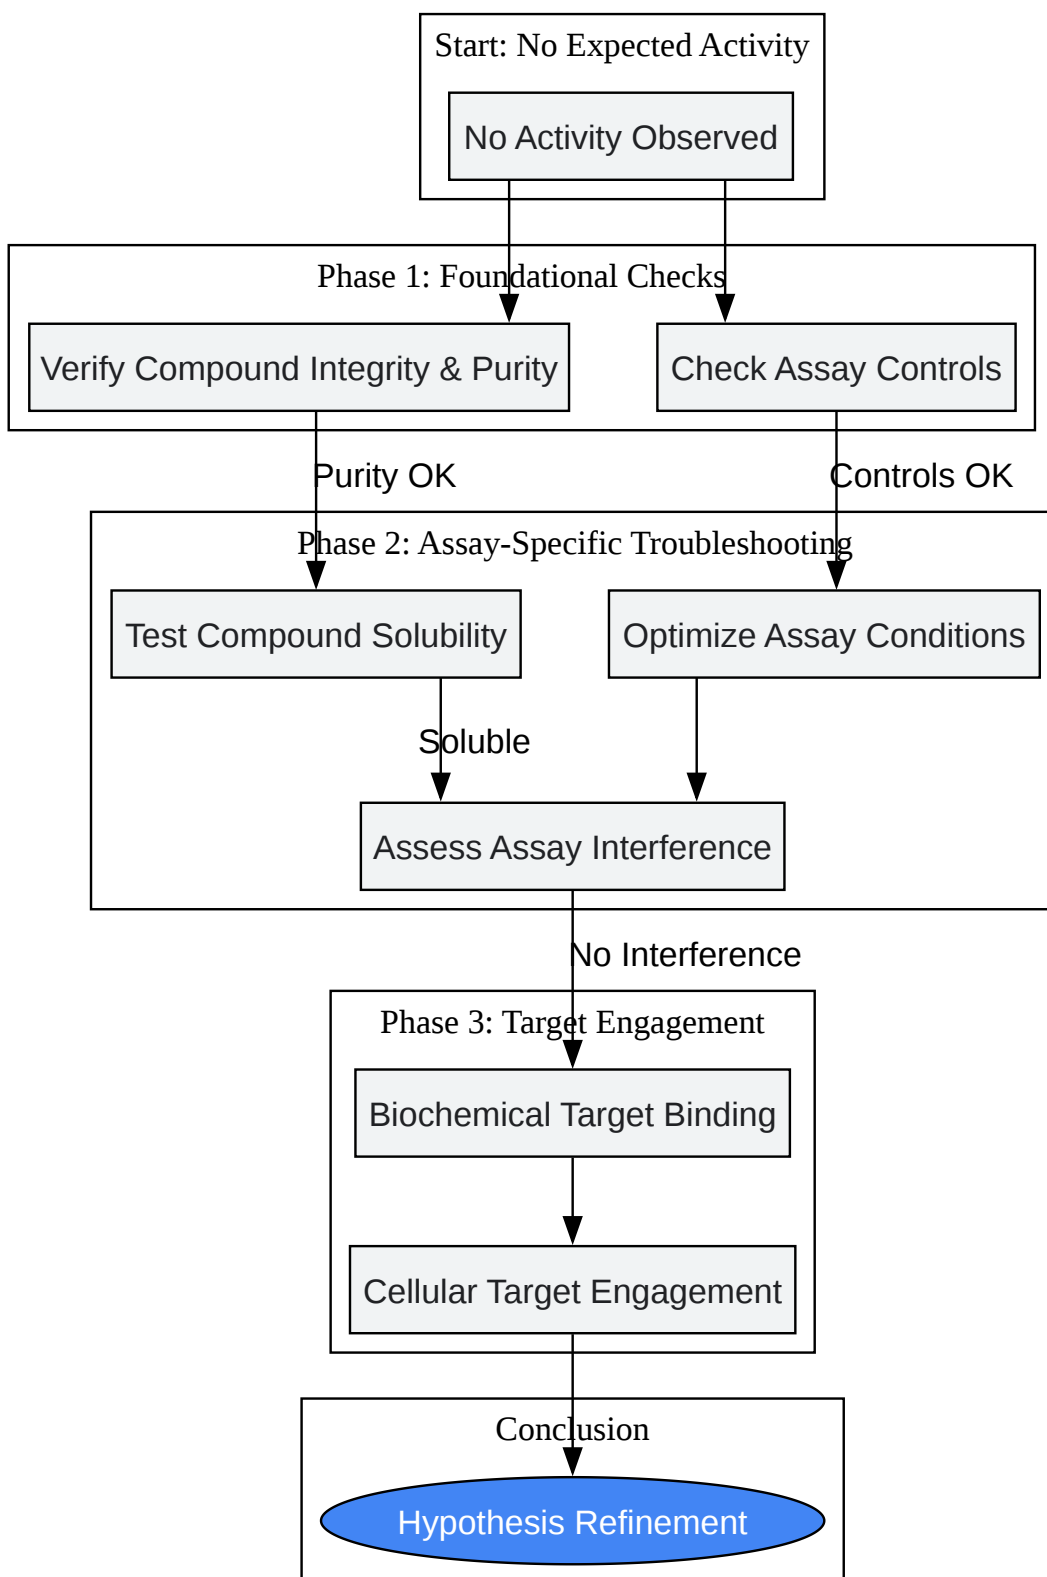 Start: No Expected Activity
No Activity Observed
Phase 1: Foundational Checks
Verify Compound Integrity & Purity
Check Assay Controls
Purity OK
Controls OK
Phase 2: Assay-Specific Troubleshooting
Test Compound Solubility
Optimize Assay Conditions
Soluble
Assess Assay Interference
No Interference
Phase 3: Target Engagement
Biochemical Target Binding
Cellular Target Engagement
Conclusion
Hypothesis Refinement